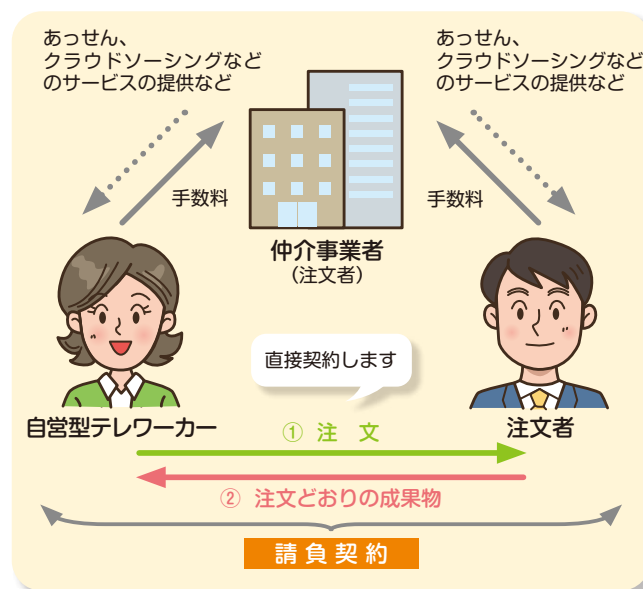 あっせん、
クラウドソーシングなど
のサービスの提供など
あっせん、
クラウドソーシングなど
のサービスの提供など
手数料
手数料
仲介事業者
(注文者)
直接契約します
自営型テレワーカー
注文者
① 注 文
② 注文どおりの成果物
請負契約